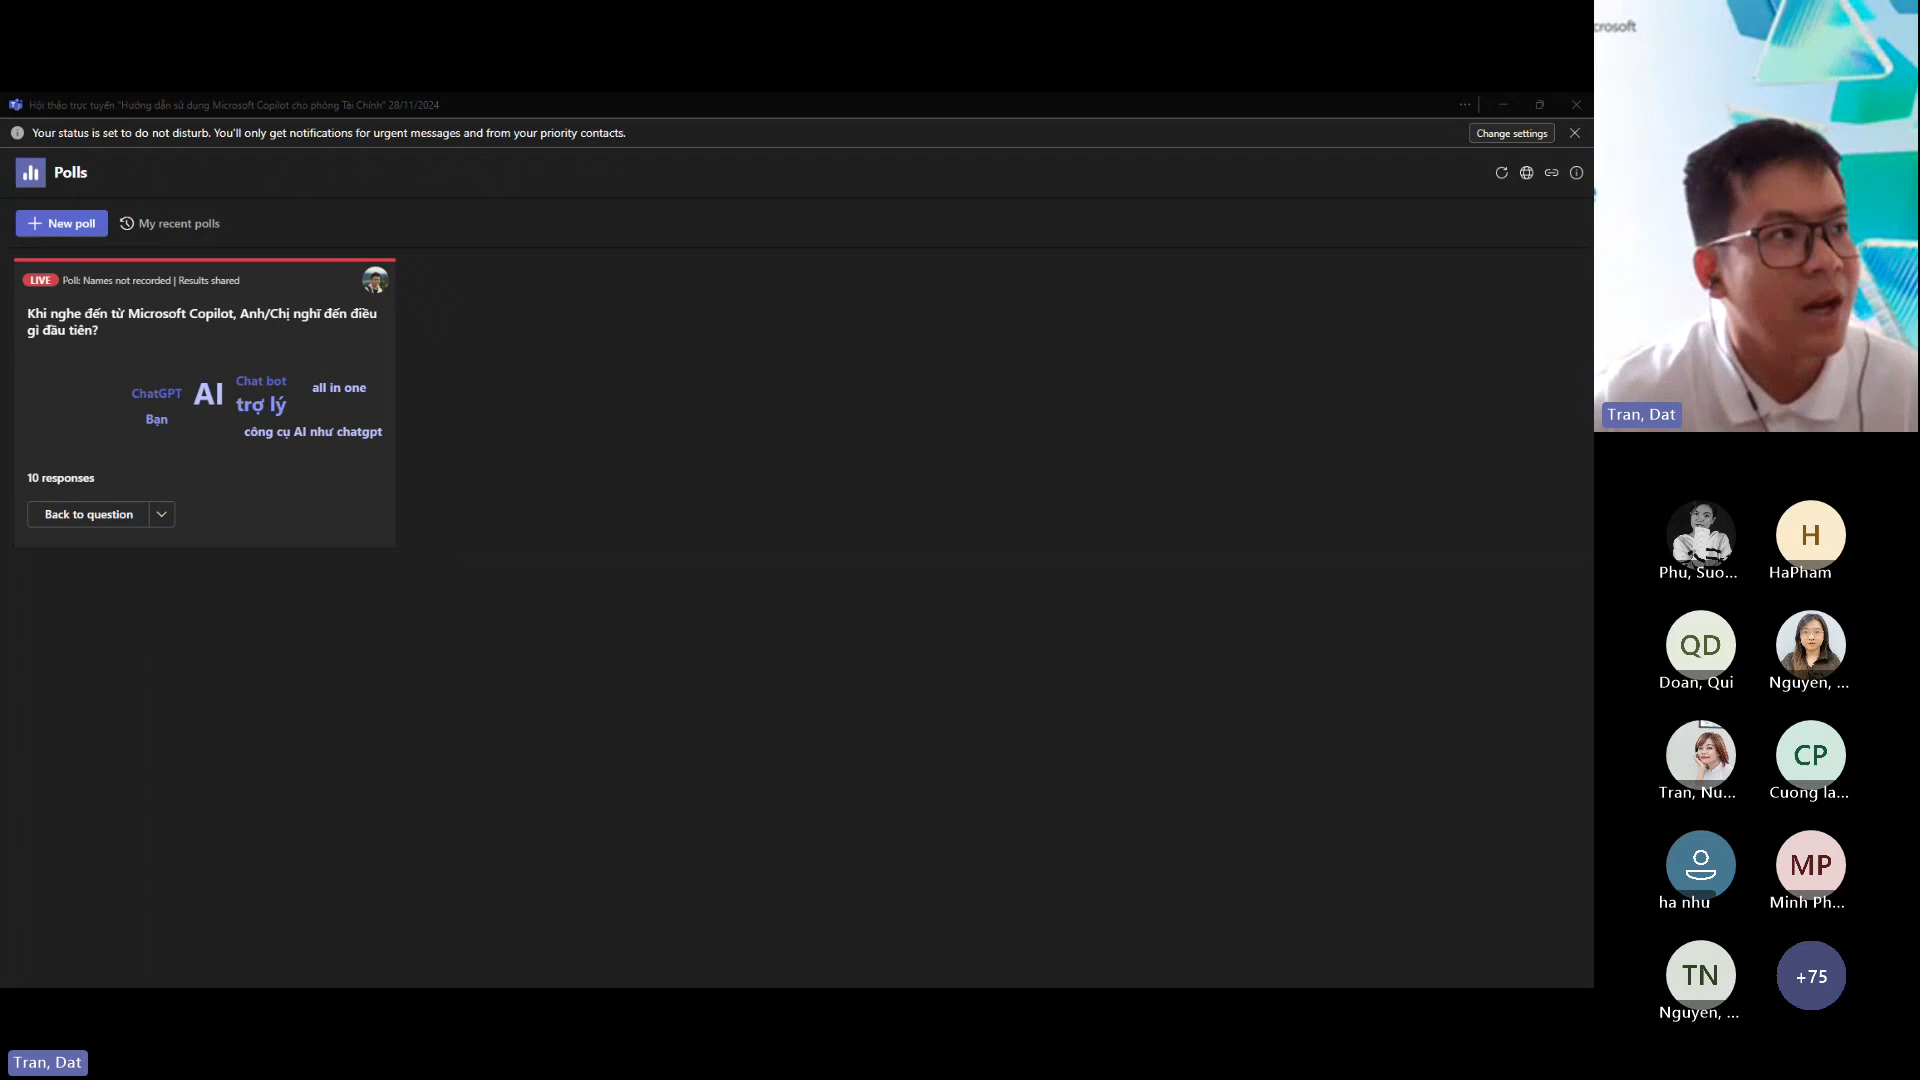 crosoft
Hội thảo trực tuyến "Hướng dẫn sử dụng Microsoft Copilot cho phòng Tài Chính" 28/11/2024
Your status is set to do not disturb. You'll only get notifications for urgent messages and from your priority contacts.
Change settings
Polls
New poll
My recent polls
LIVE
Poll: Names not recorded | Results shared
Khi nghe đến từ Microsoft Copilot, Anh/Chị nghĩ đến điều
gì đầu tiên?
ChatGPT
AI
Chat bot
all in one
trợ lý
Bạn
công cụ AI như chatgpt
10 responses
Back to question
Tran, Dat
Phu, Suo...
H
HaPham
QD
Doan, Qui
Nguyen, ...
Tran, Nu...
CP
Cuong la...
ha nhu
MP
Minh Ph...
TN
Nguyen, ...
+75
Tran, Dat